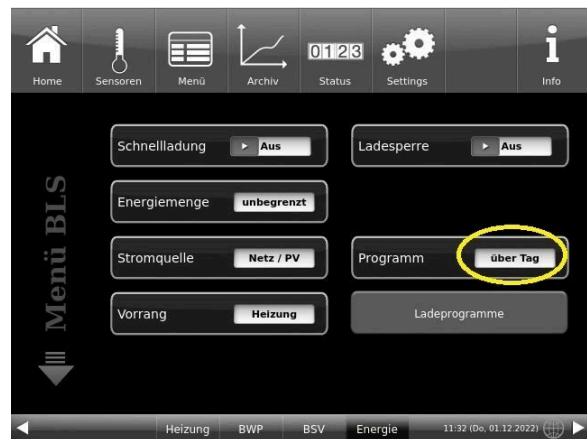 Home Sensoren Menü Archiv 0123 Status Settings i Info
Menü BLS
Schnellladung Aus
Ladesperre Aus
Energiemenge unbegrenzt
Stromquelle Netz / PV
Programm über Tag
Vorrang Heizung
Ladeprogramme
Heizung BWP BSV Energie 11:32 (Do, 01.12.2022)